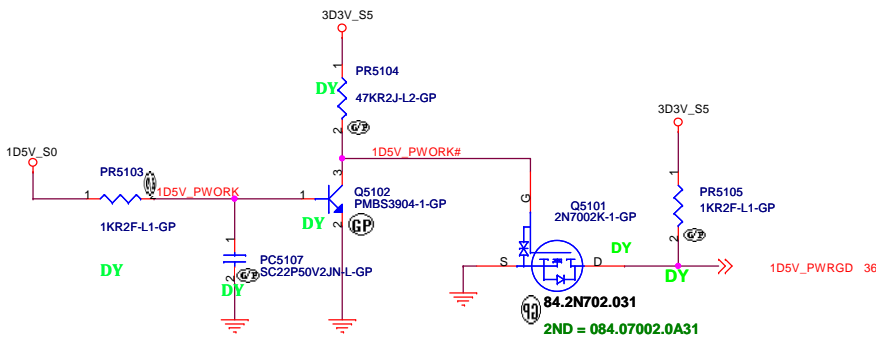 3D3V_S5
1
PR5104
DY
47KR2J-L2-GP
2
G/P
3D3V_S5
1D5V_S0
PR5103
1D5V_PWORK#
1
1D5V_PWORK
1
3
Q5102
PMBS3904-1-GP
1
PR5105
1KR2F-L1-GP
1KR2F-L1-GP
DY
2
GP
G
Q5101
2N7002K-1-GP
2
G/P
1
PC5107
SC22P50V2JN-L-GP
DY
2
G/P
DY
S
D
DY
DY
1D5V_PWRGD 36
GP
84.2N702.031
2ND = 084.07002.0A31